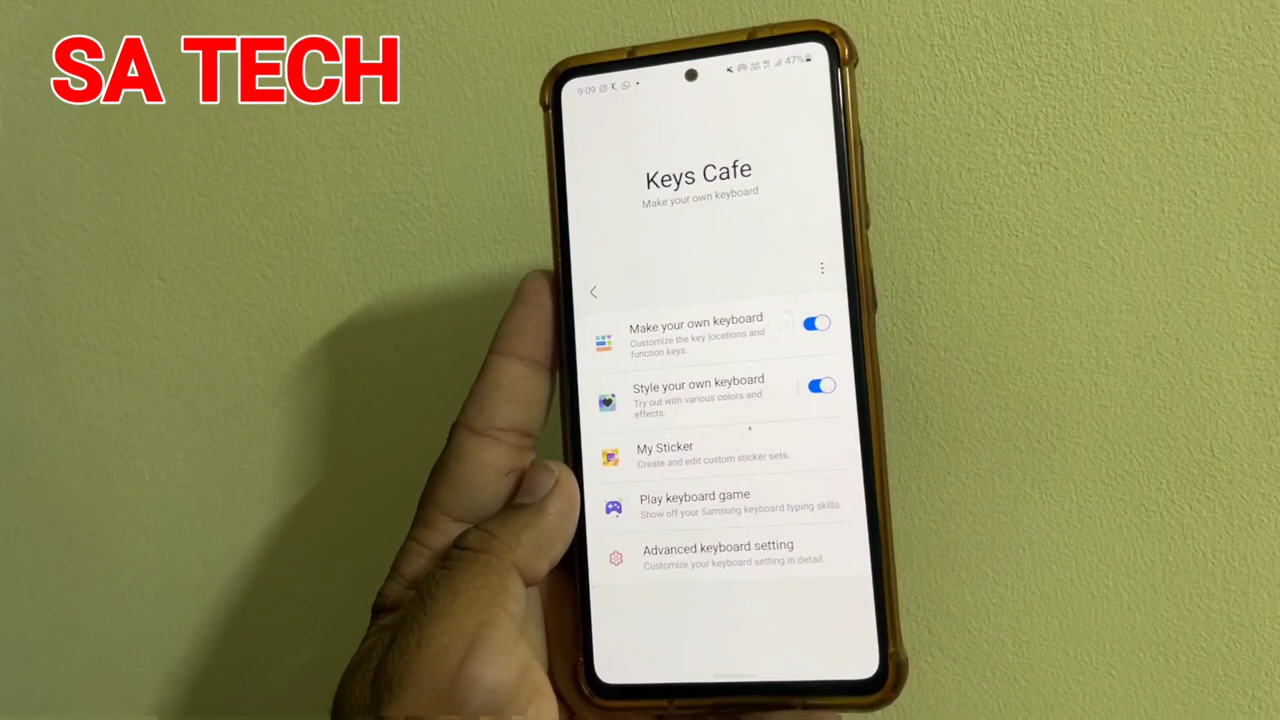 SA TECH
9:09
47%
Keys Cafe
Make your own keyboard
Make your own keyboard
Customize the key locations and
function keys.
Style your own keyboard
Try out with various colors and
effects.
My Sticker
Create and edit custom sticker sets.
Play keyboard game
Show off your Samsung keyboard typing skills.
Advanced keyboard setting
Customize your keyboard setting in detail.